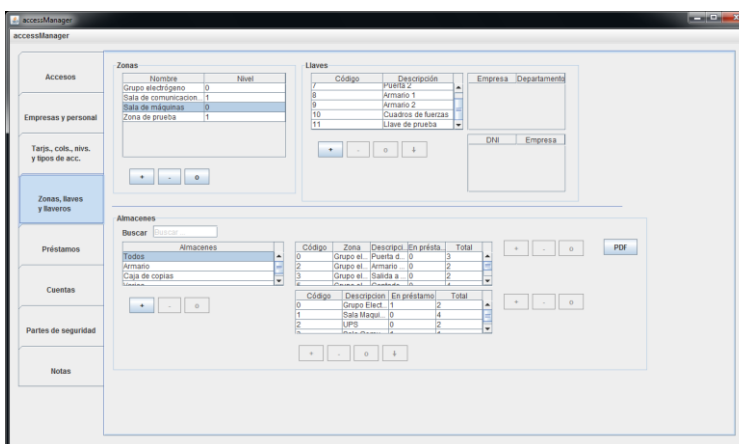 accessManager
accessManager
Accesos
Empresas y personal
Tarjs., cols., nivs.
y tipos de acc.
Zonas, llaves
y llaveros
Préstamos
Cuentas
Partes de seguridad
Notas
Zonas
Nombre Nivel
Grupo electrógeno 0
Sala de comunicacion... 1
Sala de máquinas 0
Zona de prueba 1
+ - o
Llaves
Código Descripción
7 Puerta 2
8 Armario 1
9 Armario 2
10 Cuadros de fuerzas
11 Llave de prueba
+ - o ↓
Empresa Departamento
DNI Empresa
Almacenes
Buscar Buscar...
Almacenes
Todos
Armario
Caja de copias
Varios
+ - o
Código Zona Descripci... En présta... Total
0 Grupo el... Puerta d... 0 3
2 Grupo el... Armario ... 0 2
3 Grupo el... Salida a ... 0 2
+ - o
PDF
Código Descripcion En préstamo Total
0 Grupo Elect... 1 2
1 Sala Maqui... 0 4
2 UPS 0 2
+ - o
+ - o ↓